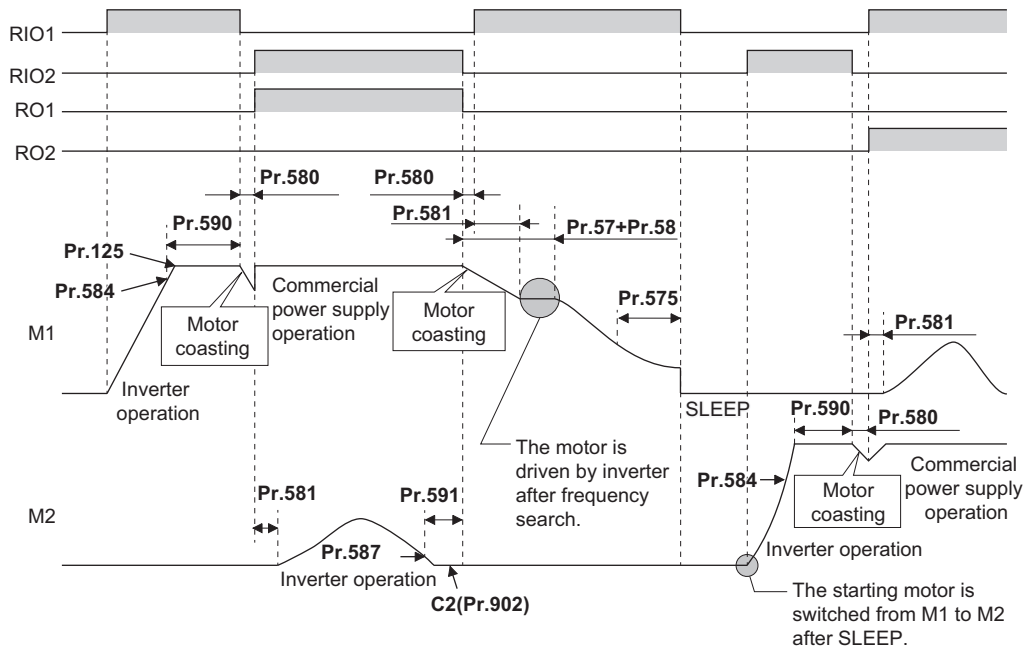 RIO1
RIO2
RO1
RO2
Pr.580
Pr.580
Pr.590
Pr.581
Pr.57+Pr.58
Pr.125
Pr.584
Commercial
power supply
operation
Motor
coasting
Motor
coasting
Pr.575
Pr.581
M1
Inverter
operation
SLEEP
Pr.590
Pr.580
The motor is
driven by inverter
after frequency
search.
Pr.584
Motor
coasting
Commercial
power supply
operation
Pr.581
Pr.591
M2
Pr.587
Inverter operation
Inverter operation
C2(Pr.902)
The starting motor is
switched from M1 to M2
after SLEEP.